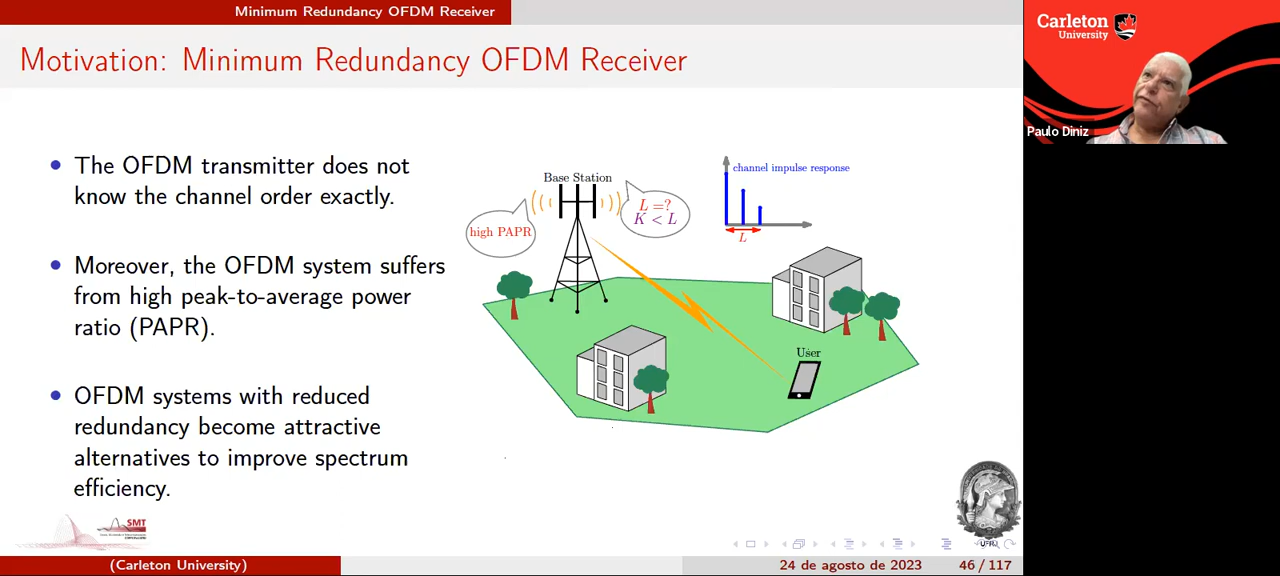 Minimum Redundancy OFDM Receiver
Motivation: Minimum Redundancy OFDM Receiver
The OFDM transmitter does not
know the channel order exactly.
Moreover, the OFDM system suffers
from high peak-to-average power
ratio (PAPR).
OFDM systems with reduced
redundancy become attractive
alternatives to improve spectrum
efficiency.
Base Station
high PAPR
L =?
K < L
channel impulse response
L
User
SMT
UFRJ
(Carleton University)
24 de agosto de 2023
46 / 117
Carleton
University
Paulo Diniz